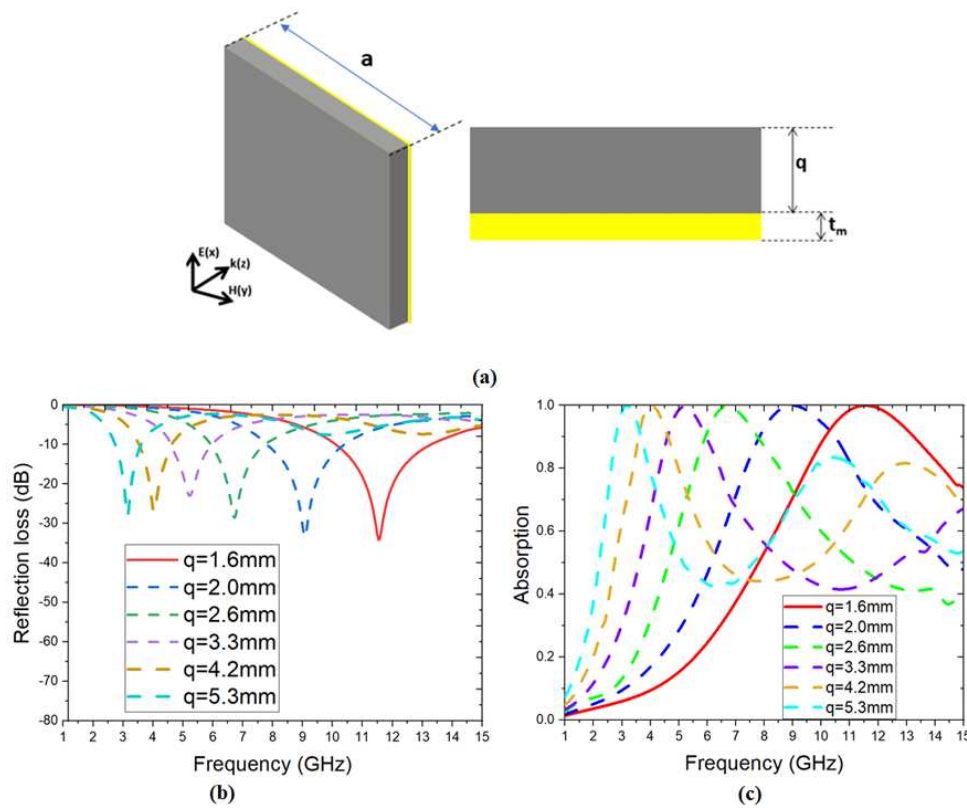 a
q
tm
E(x)
k(z)
H(y)
(a)
Reflection loss (dB)
0
-10
-20
-30
-40
-50
-60
-70
-80
q=1.6mm
q=2.0mm
q=2.6mm
q=3.3mm
q=4.2mm
q=5.3mm
1 2 3 4 5 6 7 8 9 10 11 12 13 14 15
Frequency (GHz)
(b)
Absorption
1.0
0.8
0.6
0.4
0.2
0.0
q=1.6mm
q=2.0mm
q=2.6mm
q=3.3mm
q=4.2mm
q=5.3mm
1 2 3 4 5 6 7 8 9 10 11 12 13 14 15
Frequency (GHz)
(c)